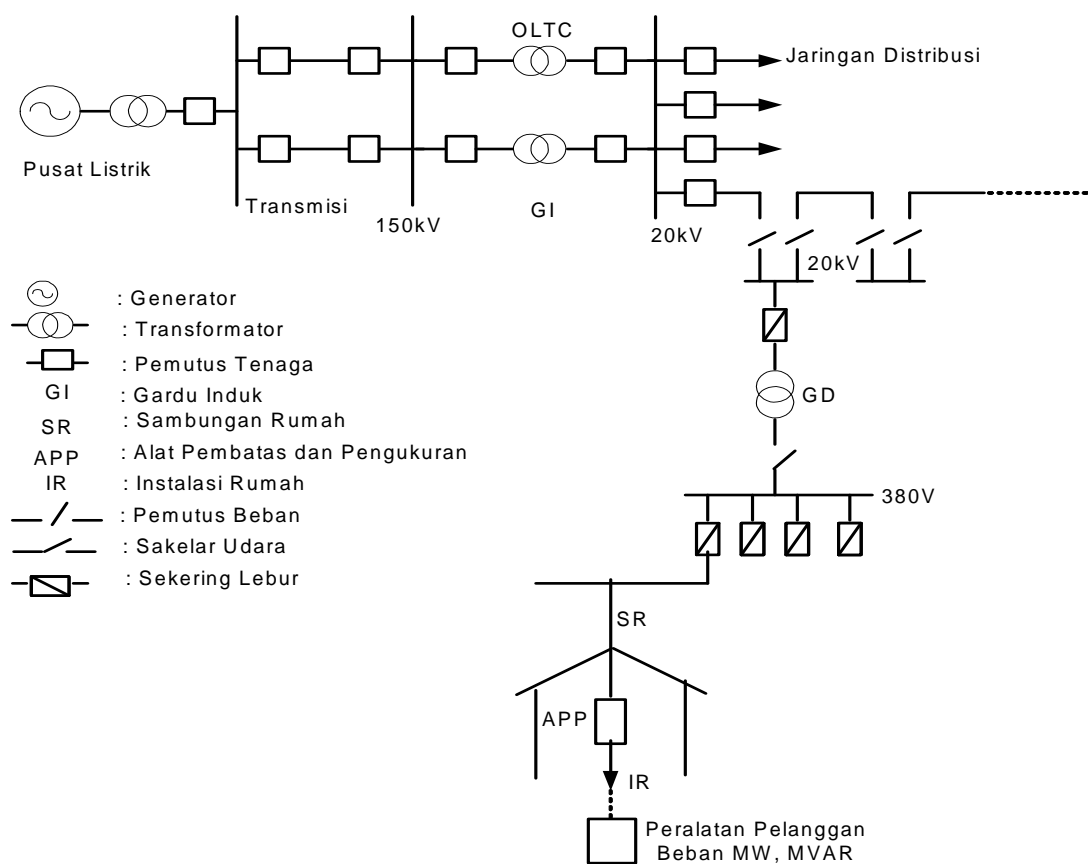 OLTC
Jaringan Distribusi
Pusat Listrik
Transmisi
150kV
GI
20kV
20kV
: Generator
: Transformator
: Pemutus Tenaga
GI : Gardu Induk
SR : Sambungan Rumah
APP : Alat Pembatas dan Pengukuran
IR : Instalasi Rumah
: Pemutus Beban
: Sakelar Udara
: Sekering Lebur
GD
380V
SR
APP
IR
Peralatan Pelanggan
Beban MW, MVAR